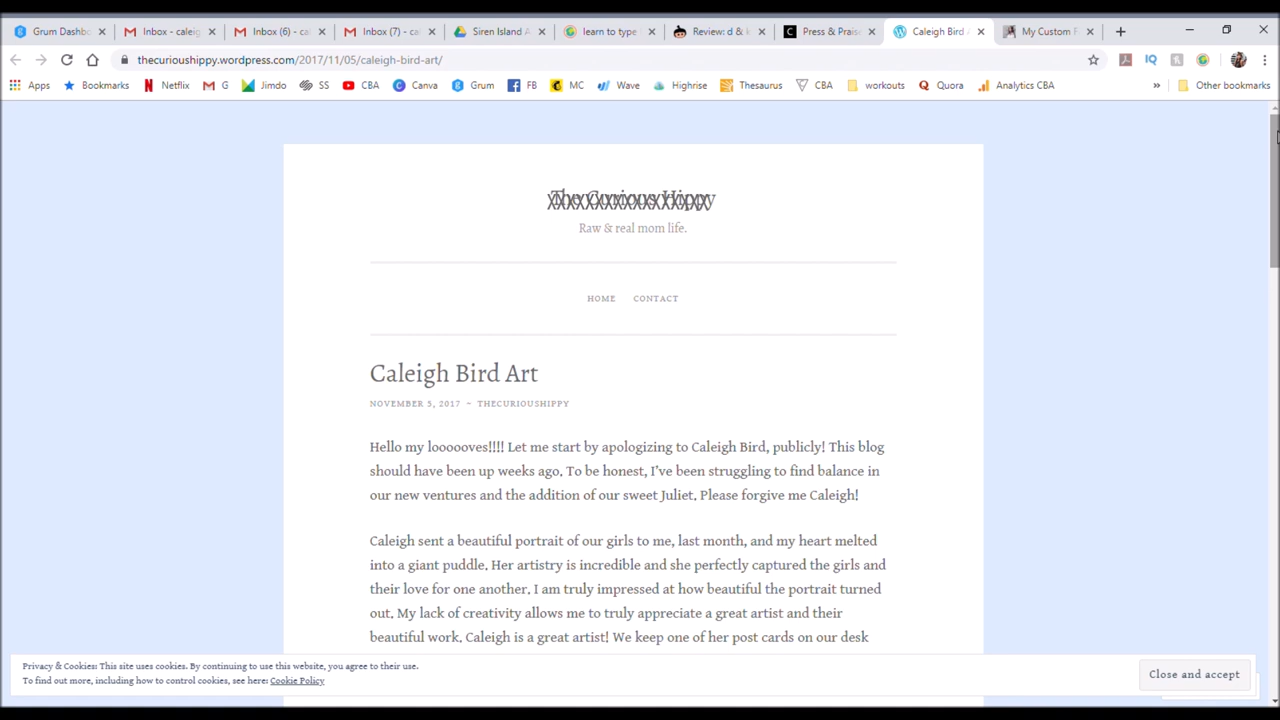 Grum Dashbo
Inbox - caleig
Inbox (6) - ca
Inbox (7) - ca
Siren Island A
learn to type
Review: d & k
Press & Praise
Caleigh Bird A
My Custom F
thecurioushippy.wordpress.com/2017/11/05/caleigh-bird-art/
Apps Bookmarks Netflix G Jimdo SS CBA Canva Grum FB MC Wave Highrise Thesaurus CBA workouts Quora Analytics CBA » Other bookmarks
The Curious Hippy
Raw & real mom life.
HOME CONTACT
Caleigh Bird Art
NOVEMBER 5, 2017 ~ THECURIOUSHIPPY
Hello my looooves!!!! Let me start by apologizing to Caleigh Bird, publicly! This blog
should have been up weeks ago. To be honest, I've been struggling to find balance in
our new ventures and the addition of our sweet Juliet. Please forgive me Caleigh!
Caleigh sent a beautiful portrait of our girls to me, last month, and my heart melted
into a giant puddle. Her artistry is incredible and she perfectly captured the girls and
their love for one another. I am truly impressed at how beautiful the portrait turned
out. My lack of creativity allows me to truly appreciate a great artist and their
beautiful work. Caleigh is a great artist! We keep one of her post cards on our desk
Privacy & Cookies: This site uses cookies. By continuing to use this website, you agree to their use.
To find out more, including how to control cookies, see here: Cookie Policy
Close and accept